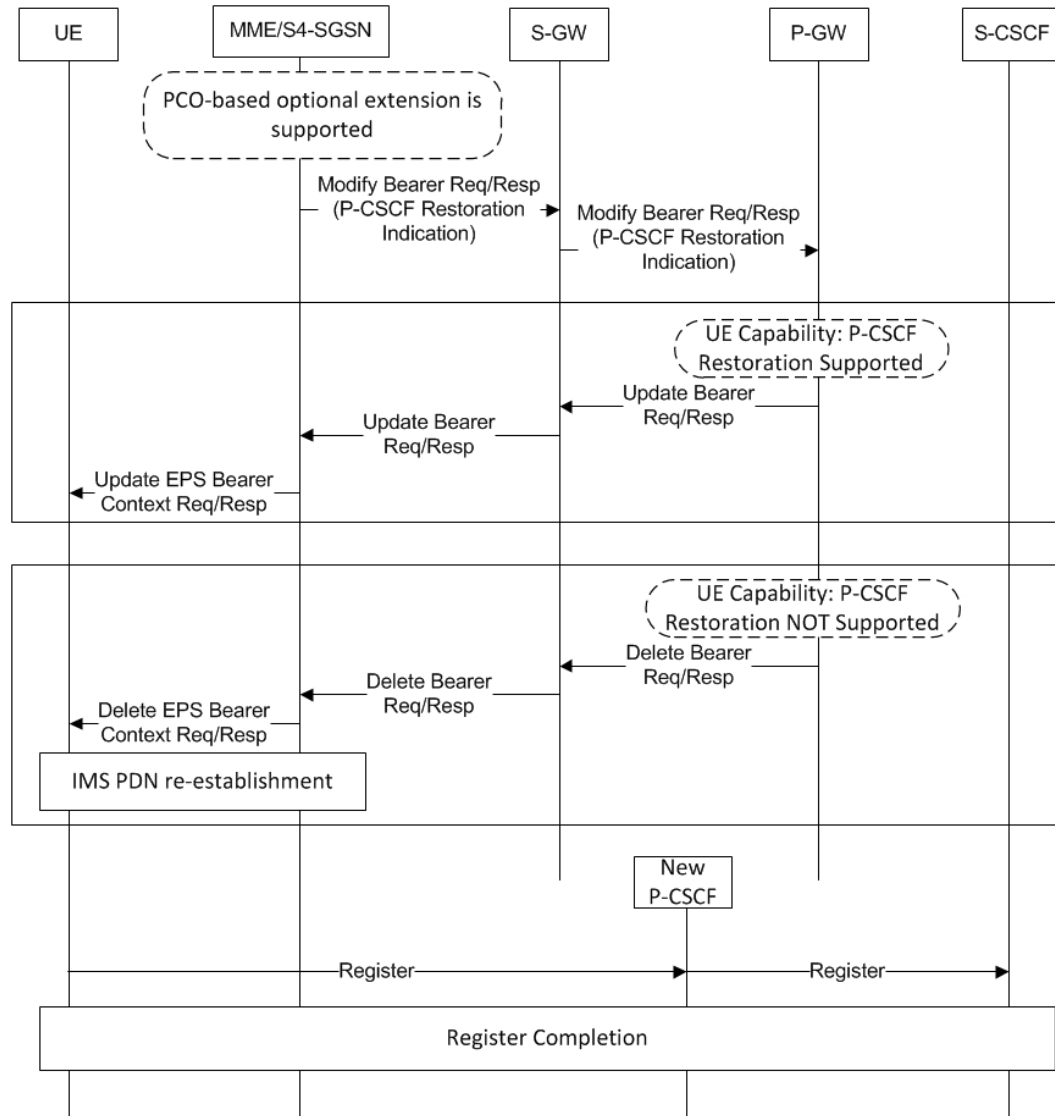 UE
MME/S4-SGSN
S-GW
P-GW
S-CSCF
PCO-based optional extension is
supported
Modify Bearer Req/Resp
(P-CSCF Restoration
Indication)
Modify Bearer Req/Resp
(P-CSCF Restoration
Indication)
UE Capability: P-CSCF
Restoration Supported
Update Bearer
Req/Resp
Update Bearer
Req/Resp
Update EPS Bearer
Context Req/Resp
UE Capability: P-CSCF
Restoration NOT Supported
Delete Bearer
Req/Resp
Delete Bearer
Req/Resp
Delete EPS Bearer
Context Req/Resp
IMS PDN re-establishment
New
P-CSCF
Register
Register
Register Completion